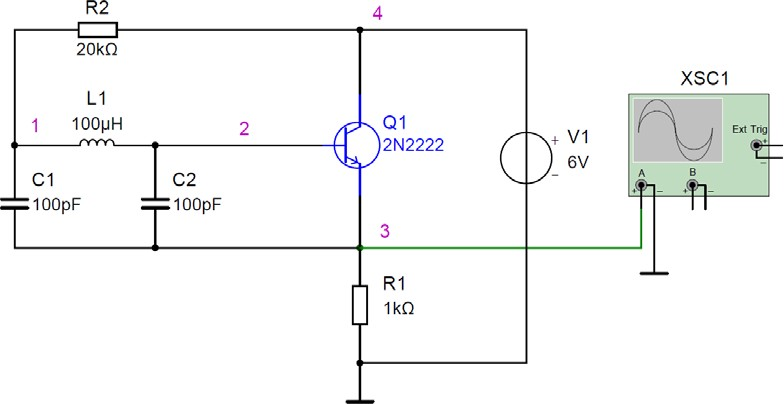 R2
20kΩ
4
XSC1
L1
100µH
1
2
Q1
2N2222
V1
6V
+
−
Ext Trig
+
−
A
B
+
−
+
−
C1
100pF
C2
100pF
3
R1
1kΩ